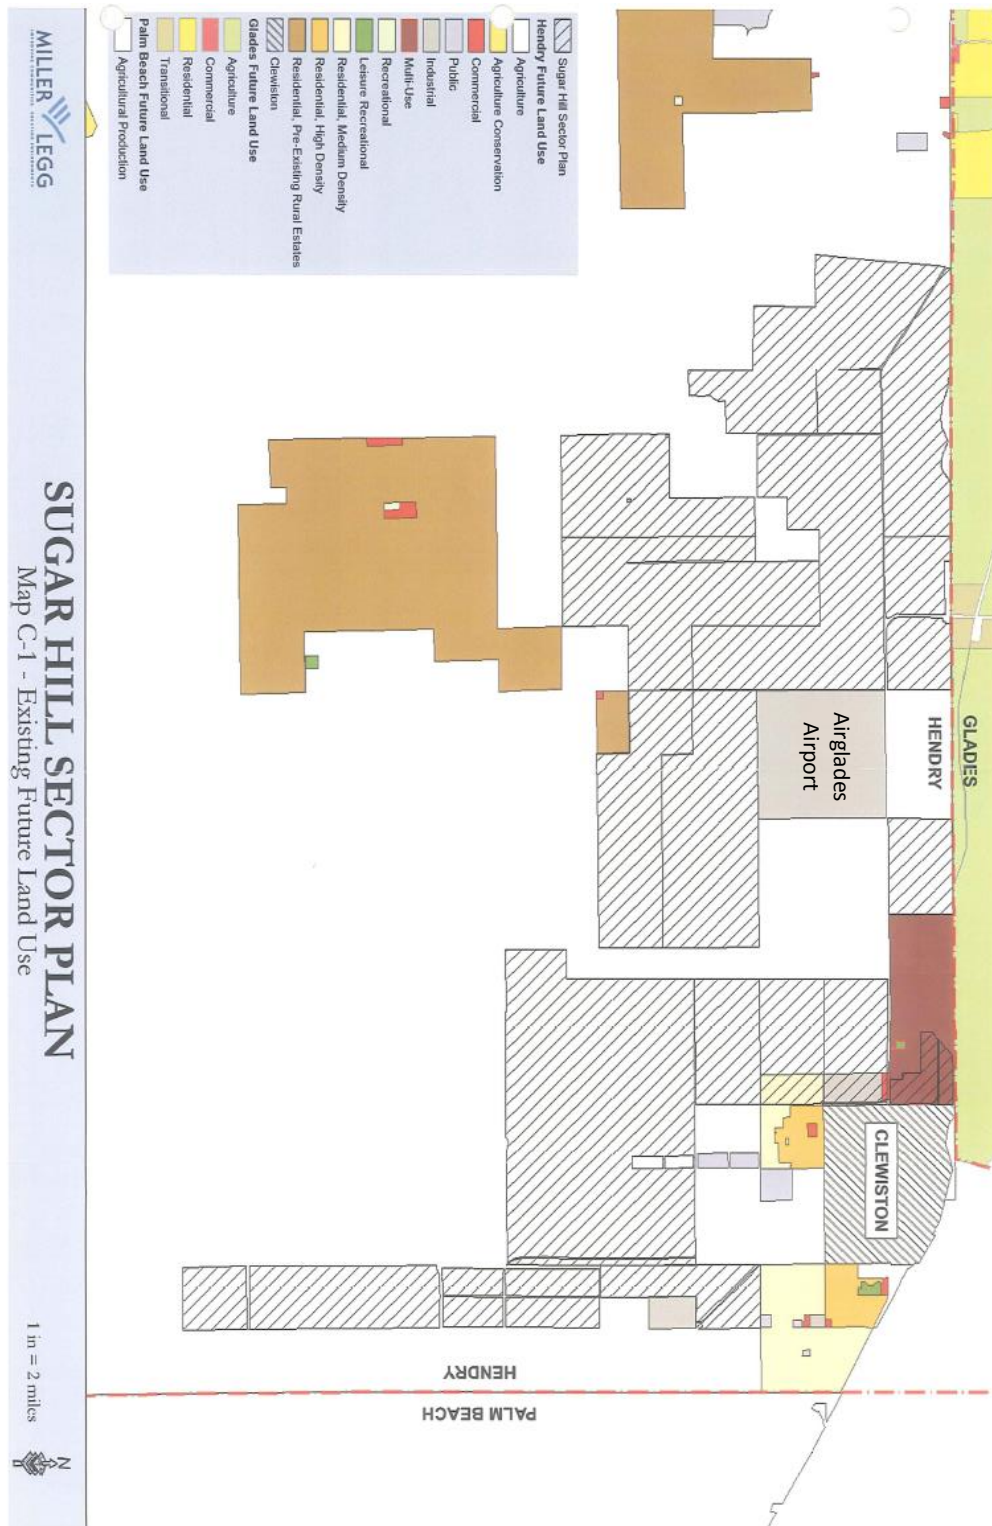 GLADES
HENDRY
Airglades
Airport
CLEWISTON
HENDRY
PALM BEACH
Sugar Hill Sector Plan
Hendry Future Land Use
Agriculture
Agriculture Conservation
Commercial
Public
Industrial
Multi-Use
Recreational
Leisure Recreational
Residential, Medium Density
Residential, High Density
Residential, Pre-Existing Rural Estates
Clewiston
Glades Future Land Use
Agriculture
Commercial
Residential
Transitional
Palm Beach Future Land Use
Agricultural Production
MILLER LEGG
SUGAR HILL SECTOR PLAN
Map C-1 - Existing Future Land Use
1 in = 2 miles
N